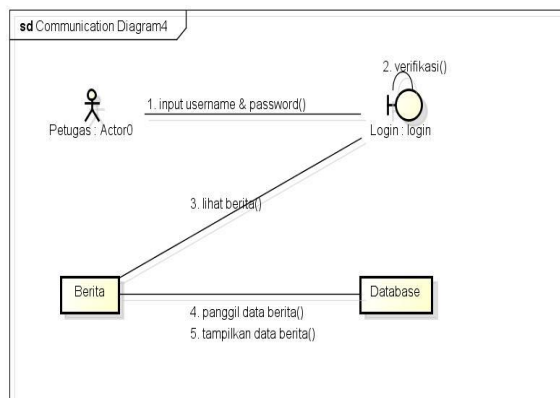 sd Communication Diagram4
2. verifikasi()
1. input username & password()
Petugas : Actor0
Login : login
3. lihat berita()
Berita
Database
4. panggil data berita()
5. tampilkan data berita()